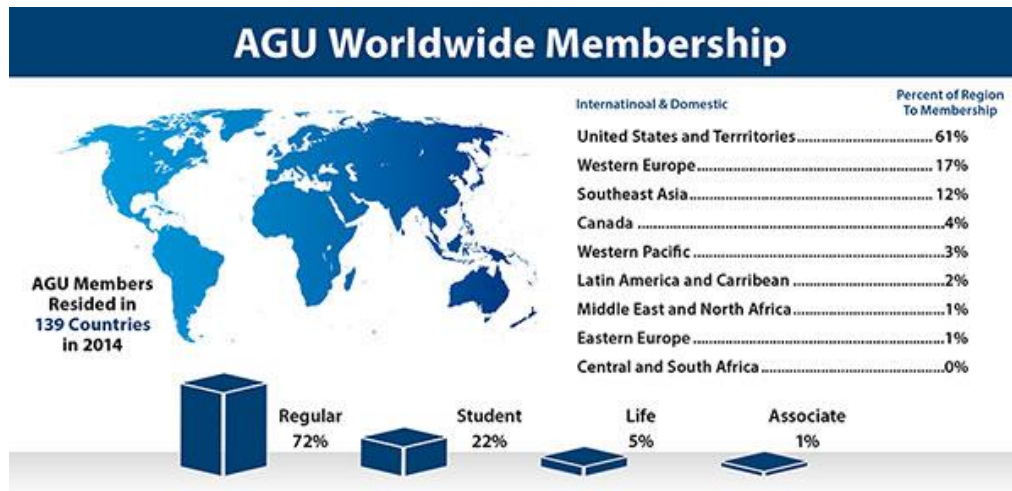 AGU Worldwide Membership
Internatinoal & Domestic
Percent of Region
To Membership
United States and Terrritories 61%
Western Europe 17%
Southeast Asia 12%
Canada 4%
Western Pacific 3%
Latin America and Carribean 2%
Middle East and North Africa 1%
Eastern Europe 1%
Central and South Africa 0%
AGU Members
Resided in
139 Countries
in 2014
Regular
72%
Student
22%
Life
5%
Associate
1%